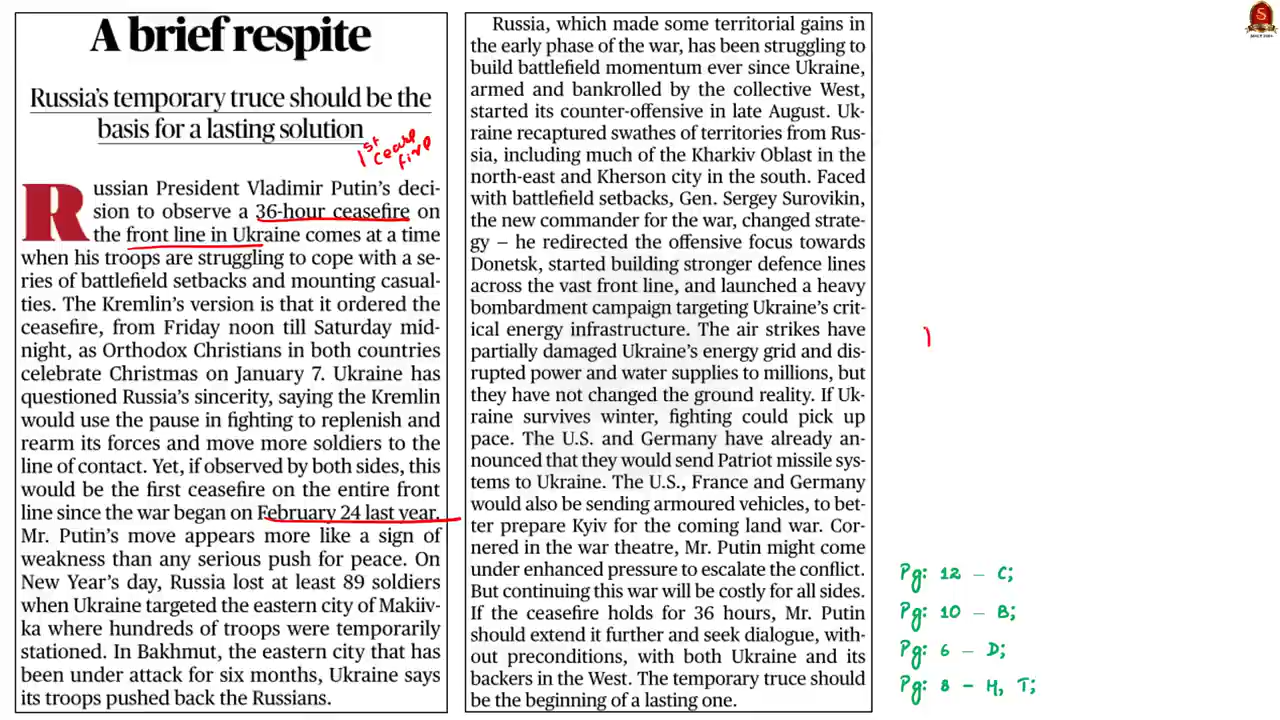 A brief respite
Russia's temporary truce should be the
basis for a lasting solution
1st cease
fire
Russian President Vladimir Putin's deci-
sion to observe a 36-hour ceasefire on
the front line in Ukraine comes at a time
when his troops are struggling to cope with a se-
ries of battlefield setbacks and mounting casual-
ties. The Kremlin's version is that it ordered the
ceasefire, from Friday noon till Saturday mid-
night, as Orthodox Christians in both countries
celebrate Christmas on January 7. Ukraine has
questioned Russia's sincerity, saying the Kremlin
would use the pause in fighting to replenish and
rearm its forces and move more soldiers to the
line of contact. Yet, if observed by both sides, this
would be the first ceasefire on the entire front
line since the war began on February 24 last year.
Mr. Putin's move appears more like a sign of
weakness than any serious push for peace. On
New Year's day, Russia lost at least 89 soldiers
when Ukraine targeted the eastern city of Makiiv-
ka where hundreds of troops were temporarily
stationed. In Bakhmut, the eastern city that has
been under attack for six months, Ukraine says
its troops pushed back the Russians.
Russia, which made some territorial gains in
the early phase of the war, has been struggling to
build battlefield momentum ever since Ukraine,
armed and bankrolled by the collective West,
started its counter-offensive in late August. Uk-
raine recaptured swathes of territories from Rus-
sia, including much of the Kharkiv Oblast in the
north-east and Kherson city in the south. Faced
with battlefield setbacks, Gen. Sergey Surovikin,
the new commander for the war, changed strate-
gy – he redirected the offensive focus towards
Donetsk, started building stronger defence lines
across the vast front line, and launched a heavy
bombardment campaign targeting Ukraine's crit-
ical energy infrastructure. The air strikes have
partially damaged Ukraine's energy grid and dis-
rupted power and water supplies to millions, but
they have not changed the ground reality. If Uk-
raine survives winter, fighting could pick up
pace. The U.S. and Germany have already an-
nounced that they would send Patriot missile sys-
tems to Ukraine. The U.S., France and Germany
would also be sending armoured vehicles, to bet-
ter prepare Kyiv for the coming land war. Cor-
nered in the war theatre, Mr. Putin might come
under enhanced pressure to escalate the conflict.
But continuing this war will be costly for all sides.
If the ceasefire holds for 36 hours, Mr. Putin
should extend it further and seek dialogue, with-
out preconditions, with both Ukraine and its
backers in the West. The temporary truce should
be the beginning of a lasting one.
Pg: 12 – C;
Pg: 10 – B;
Pg: 6 – D;
Pg: 8 – H, T;